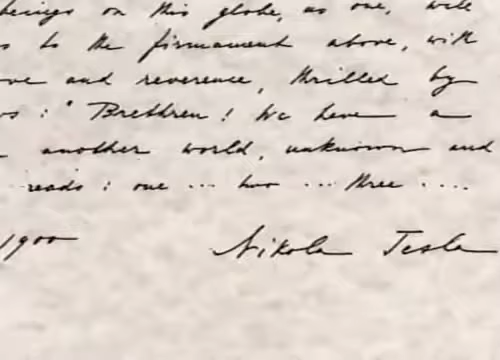 beings on this globe, as one, will
to the firmament above, with
and reverence, thrilled by
: "Brethren! We have a
another world, unknown and
reads : one ... two ... three ....
1900 Nikola Tesla